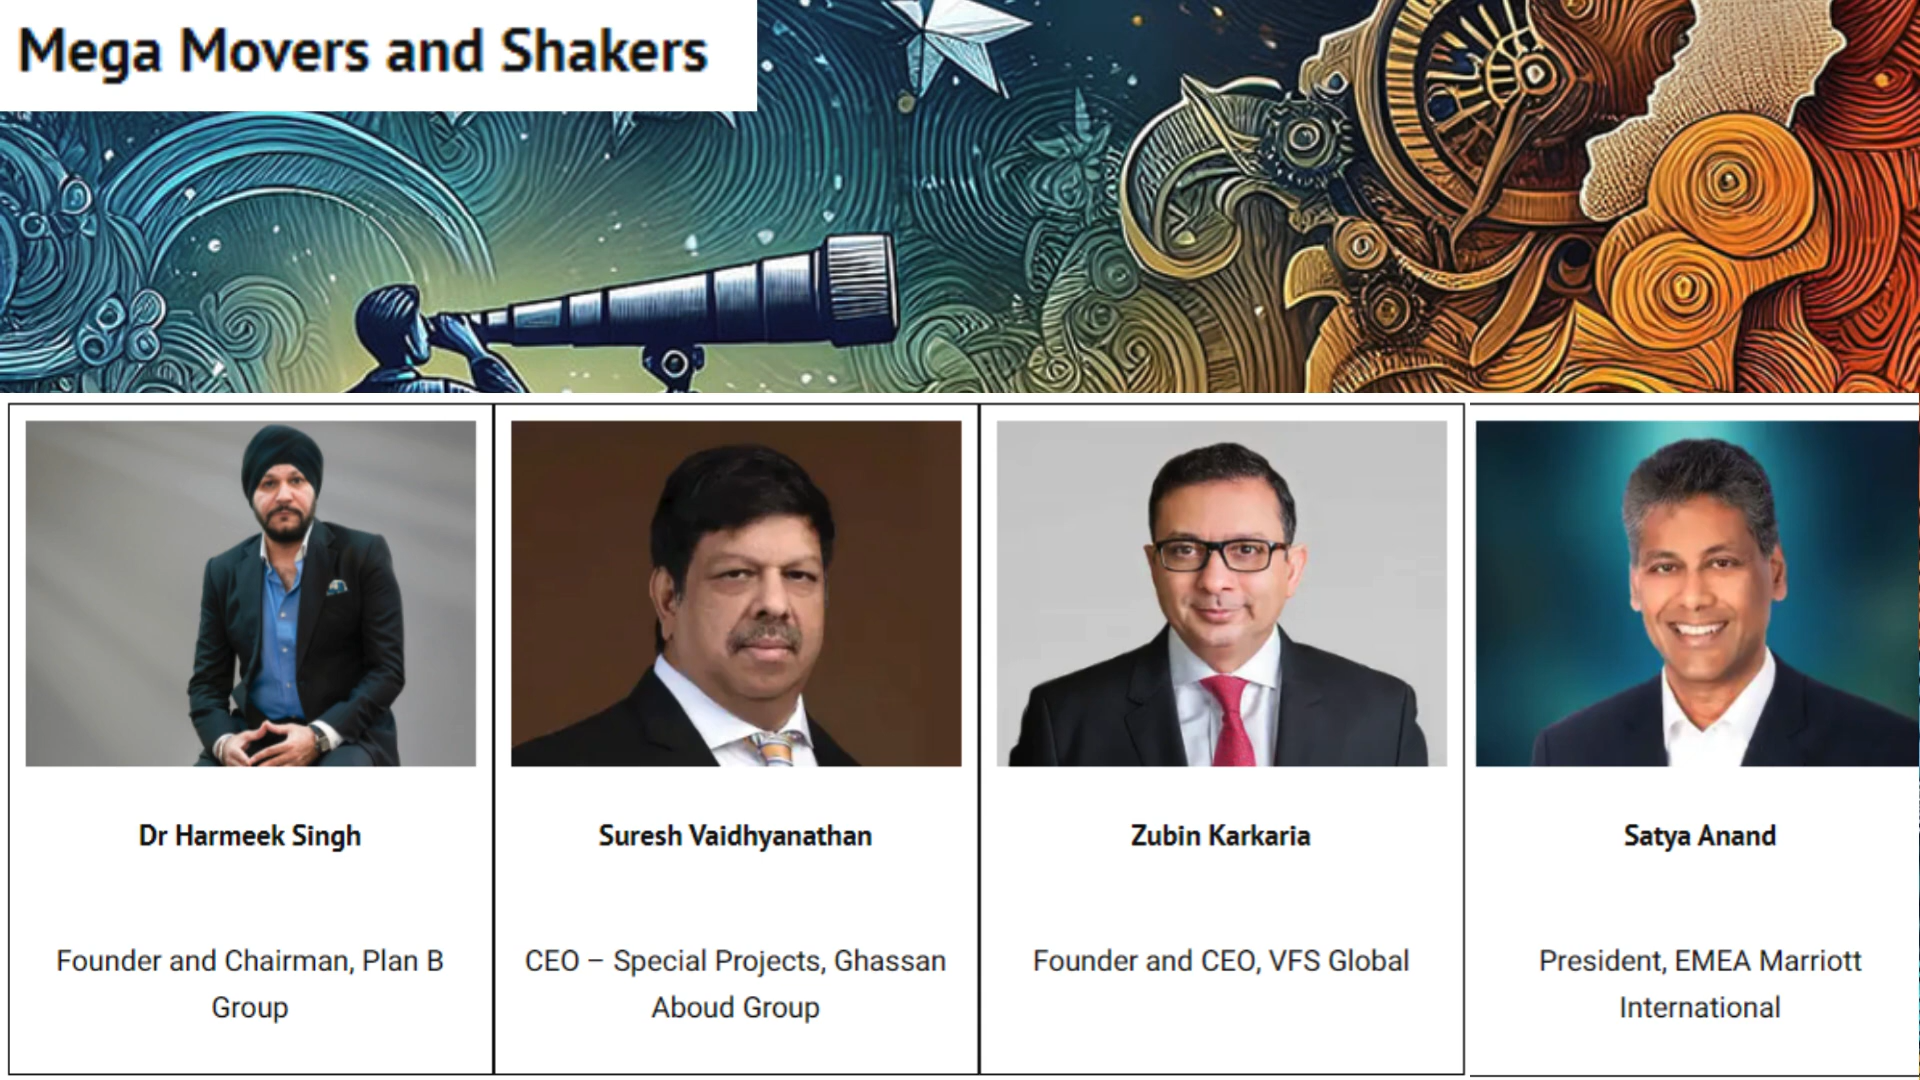 Mega Movers and Shakers
Dr Harmeek Singh
Founder and Chairman, Plan B
Group
Suresh Vaidhyanathan
CEO – Special Projects, Ghassan
Aboud Group
Zubin Karkaria
Founder and CEO, VFS Global
Satya Anand
President, EMEA Marriott
International